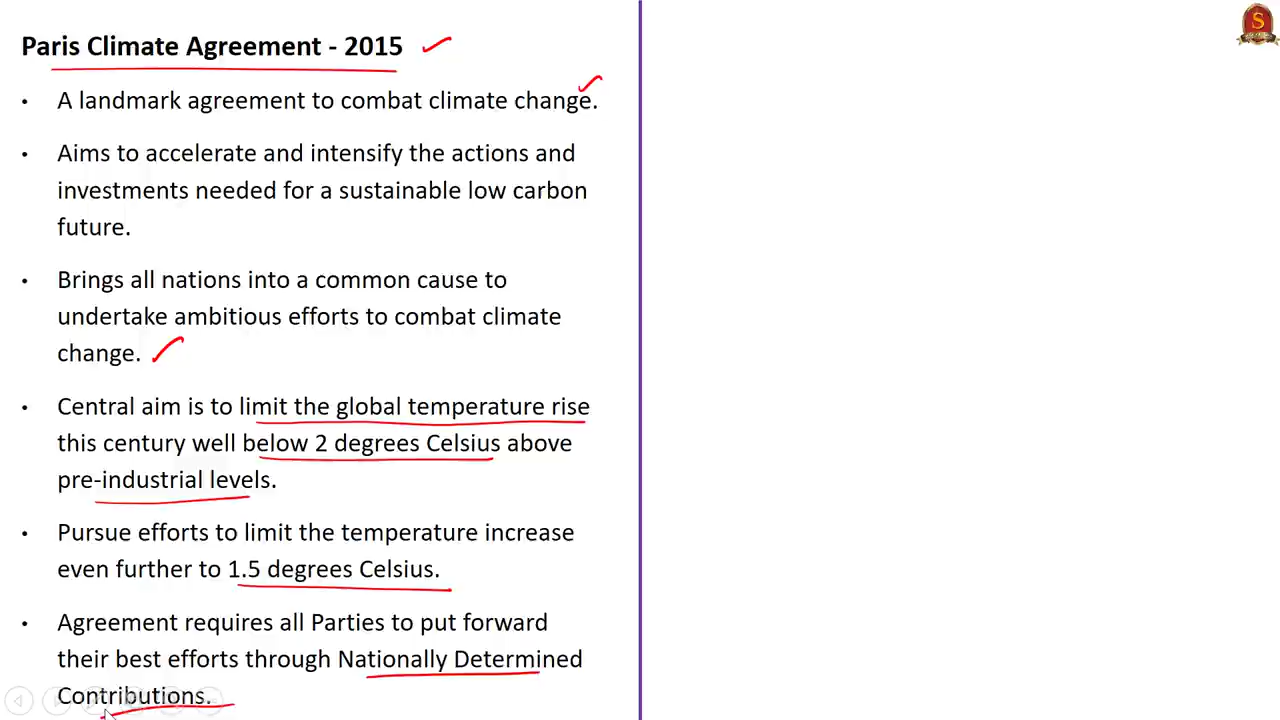 Paris Climate Agreement - 2015
• A landmark agreement to combat climate change.
• Aims to accelerate and intensify the actions and
investments needed for a sustainable low carbon
future.
• Brings all nations into a common cause to
undertake ambitious efforts to combat climate
change.
• Central aim is to limit the global temperature rise
this century well below 2 degrees Celsius above
pre-industrial levels.
• Pursue efforts to limit the temperature increase
even further to 1.5 degrees Celsius.
• Agreement requires all Parties to put forward
their best efforts through Nationally Determined
Contributions.
S